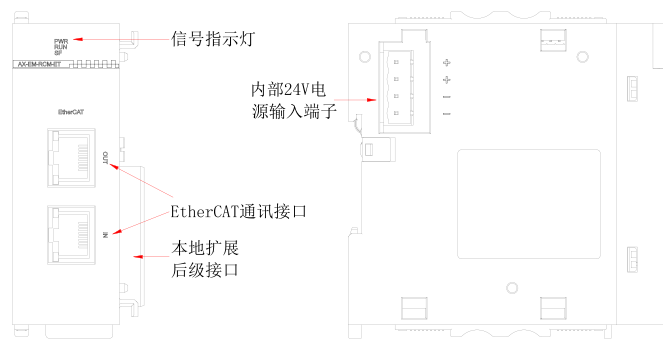 PWR
RUN
SF
信号指示灯
AX-EM-RCM-ET
内部24V电
源输入端子
+
+
-
-
EtherCAT
OUT
EtherCAT通讯接口
IN
本地扩展
后级接口